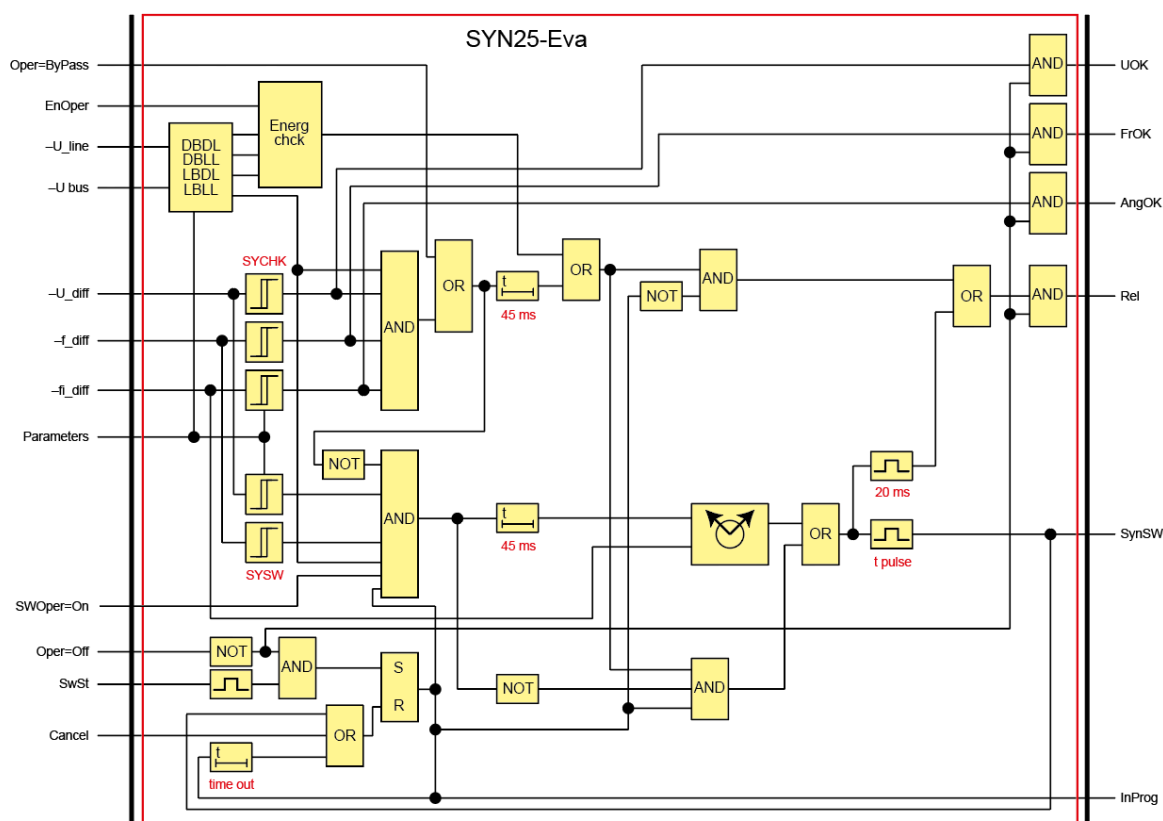 SYN25-Eva
Oper=ByPass
EnOper
–U_line
–U bus
–U_diff
–f_diff
–fi_diff
Parameters
SWOper=On
Oper=Off
SwSt
Cancel
DBDL
DBLL
LBDL
LBLL
Energ
chck
SYCHK
SYSW
AND
OR
t
45 ms
OR
NOT
AND
OR
AND
UOK
AND
FrOK
AND
AngOK
AND
Rel
NOT
AND
t
45 ms
OR
20 ms
t pulse
SynSW
NOT
AND
S
R
NOT
AND
OR
t
time out
InProg